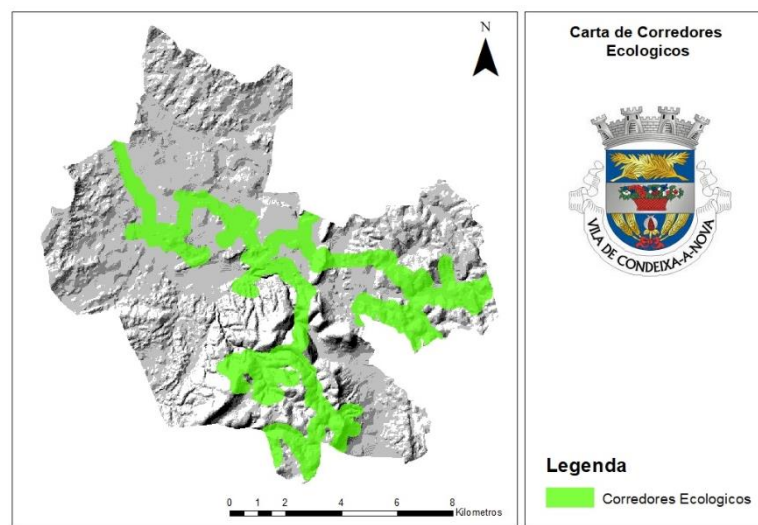 N
Carta de Corredores
Ecologicos
VILA DE CONDEIXA-A-NOVA
Legenda
Corredores Ecologicos
0 1 2 4 6 8
Kilometros